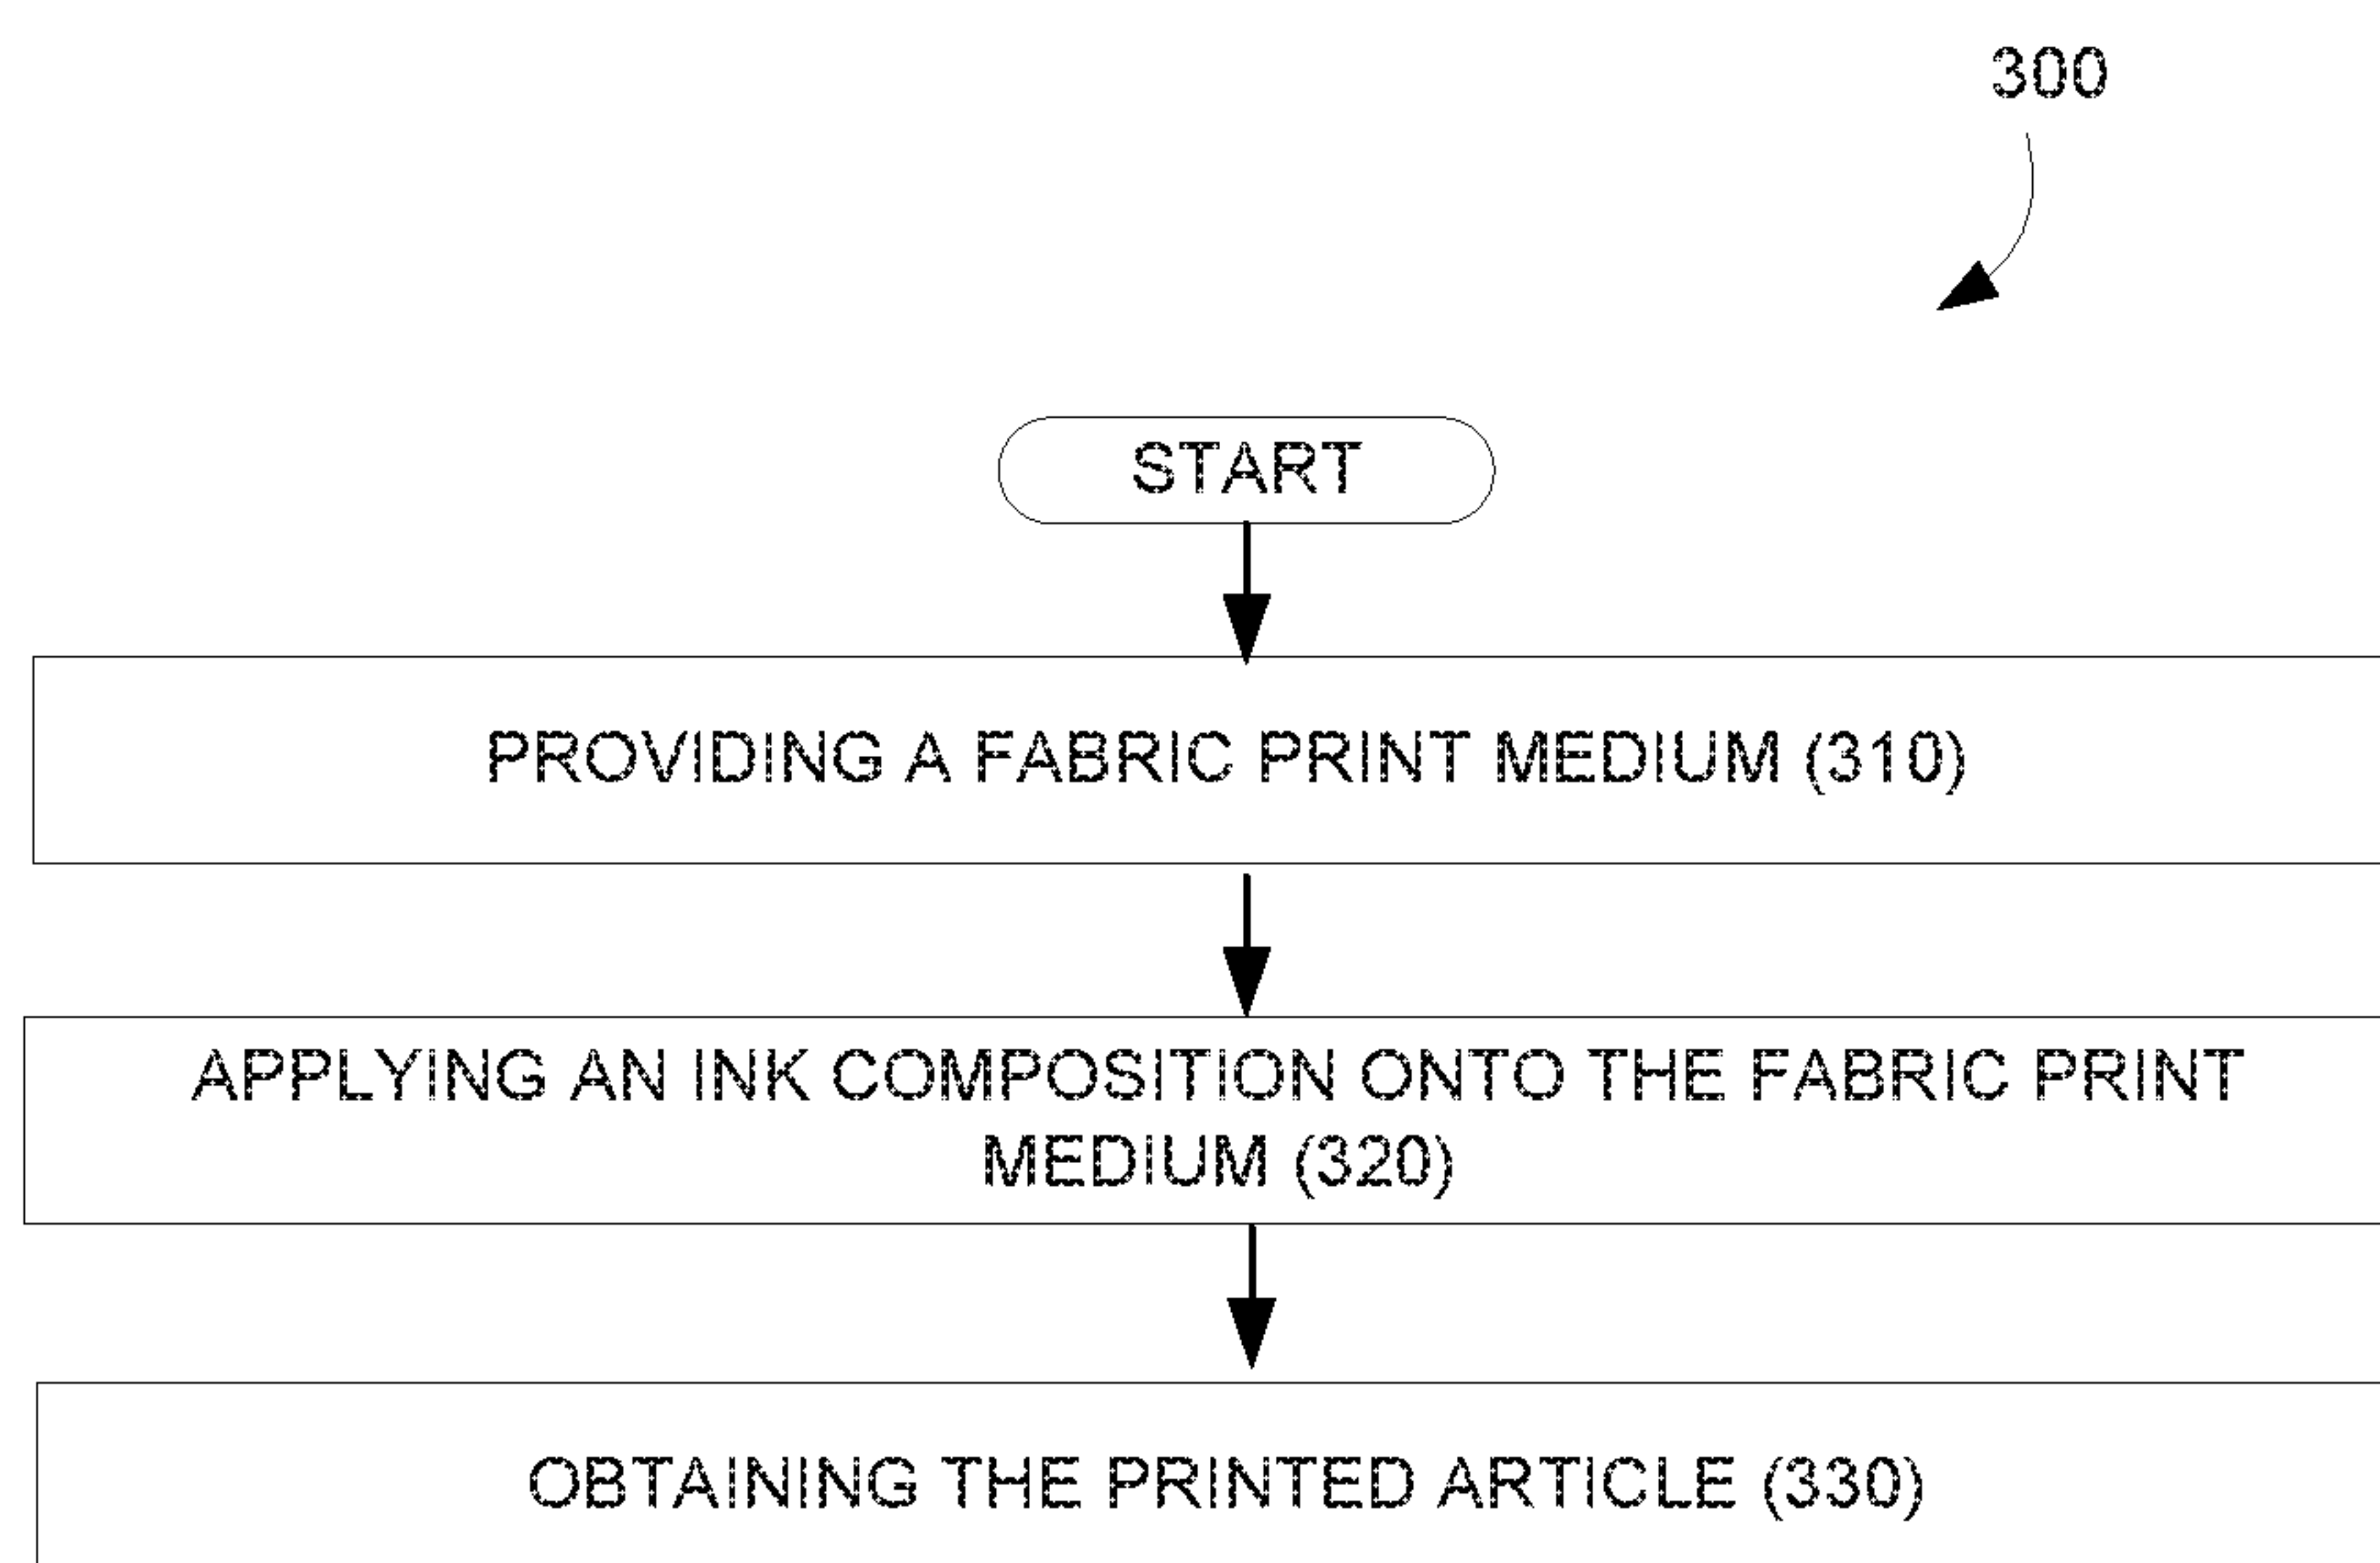 300
START
PROVIDING A FABRIC PRINT MEDIUM (310)
APPLYING AN INK COMPOSITION ONTO THE FABRIC PRINT
MEDIUM (320)
OBTAINING THE PRINTED ARTICLE (330)